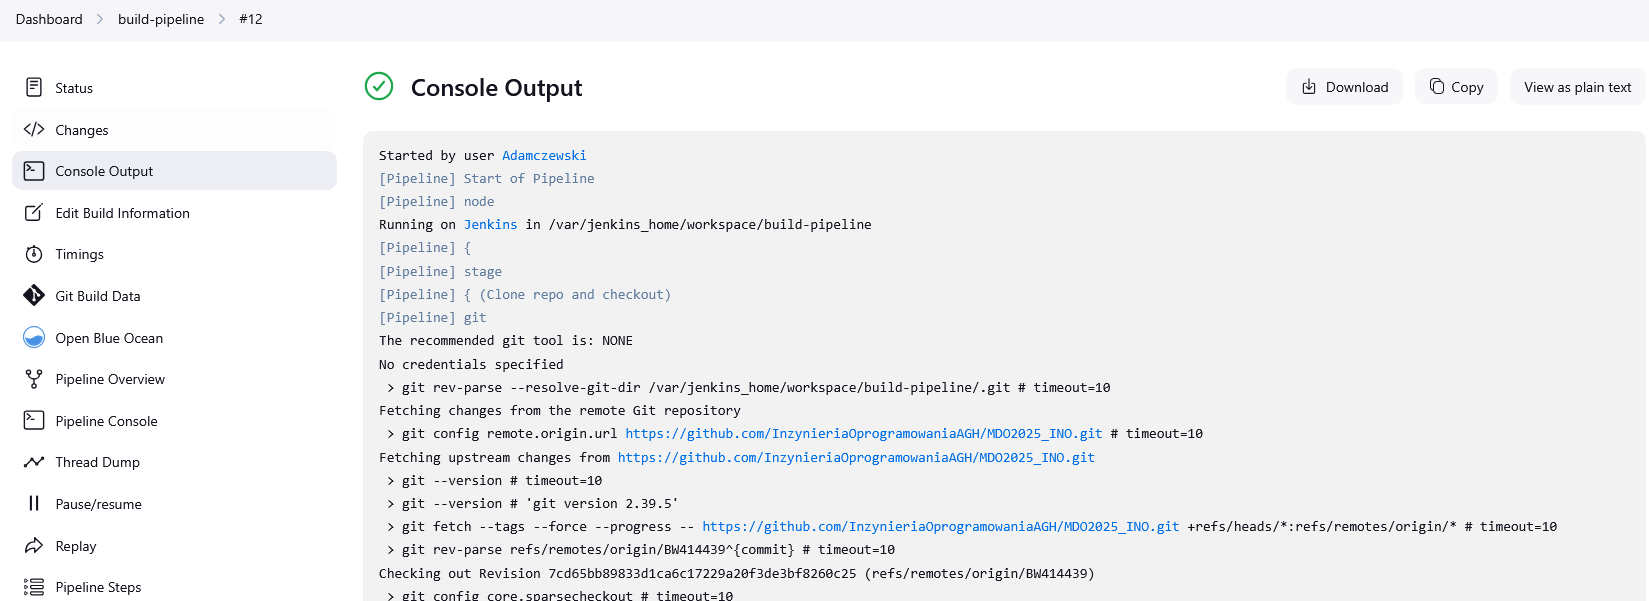 Dashboard > build-pipeline > #12
Status
Changes
Console Output
Edit Build Information
Timings
Git Build Data
Open Blue Ocean
Pipeline Overview
Pipeline Console
Thread Dump
Pause/resume
Replay
Pipeline Steps
Console Output
Download
Copy
View as plain text
Started by user Adamczewski
[Pipeline] Start of Pipeline
[Pipeline] node
Running on Jenkins in /var/jenkins_home/workspace/build-pipeline
[Pipeline] {
[Pipeline] stage
[Pipeline] { (Clone repo and checkout)
[Pipeline] git
The recommended git tool is: NONE
No credentials specified
 > git rev-parse --resolve-git-dir /var/jenkins_home/workspace/build-pipeline/.git # timeout=10
Fetching changes from the remote Git repository
 > git config remote.origin.url https://github.com/InzynieriaOprogramowaniaAGH/MDO2025_INO.git # timeout=10
Fetching upstream changes from https://github.com/InzynieriaOprogramowaniaAGH/MDO2025_INO.git
 > git --version # timeout=10
 > git --version # 'git version 2.39.5'
 > git fetch --tags --force --progress -- https://github.com/InzynieriaOprogramowaniaAGH/MDO2025_INO.git +refs/heads/*:refs/remotes/origin/* # timeout=10
 > git rev-parse refs/remotes/origin/BW414439^{commit} # timeout=10
Checking out Revision 7cd65bb89833d1ca6c17229a20f3de3bf8260c25 (refs/remotes/origin/BW414439)
 > git config core.sparsecheckout # timeout=10